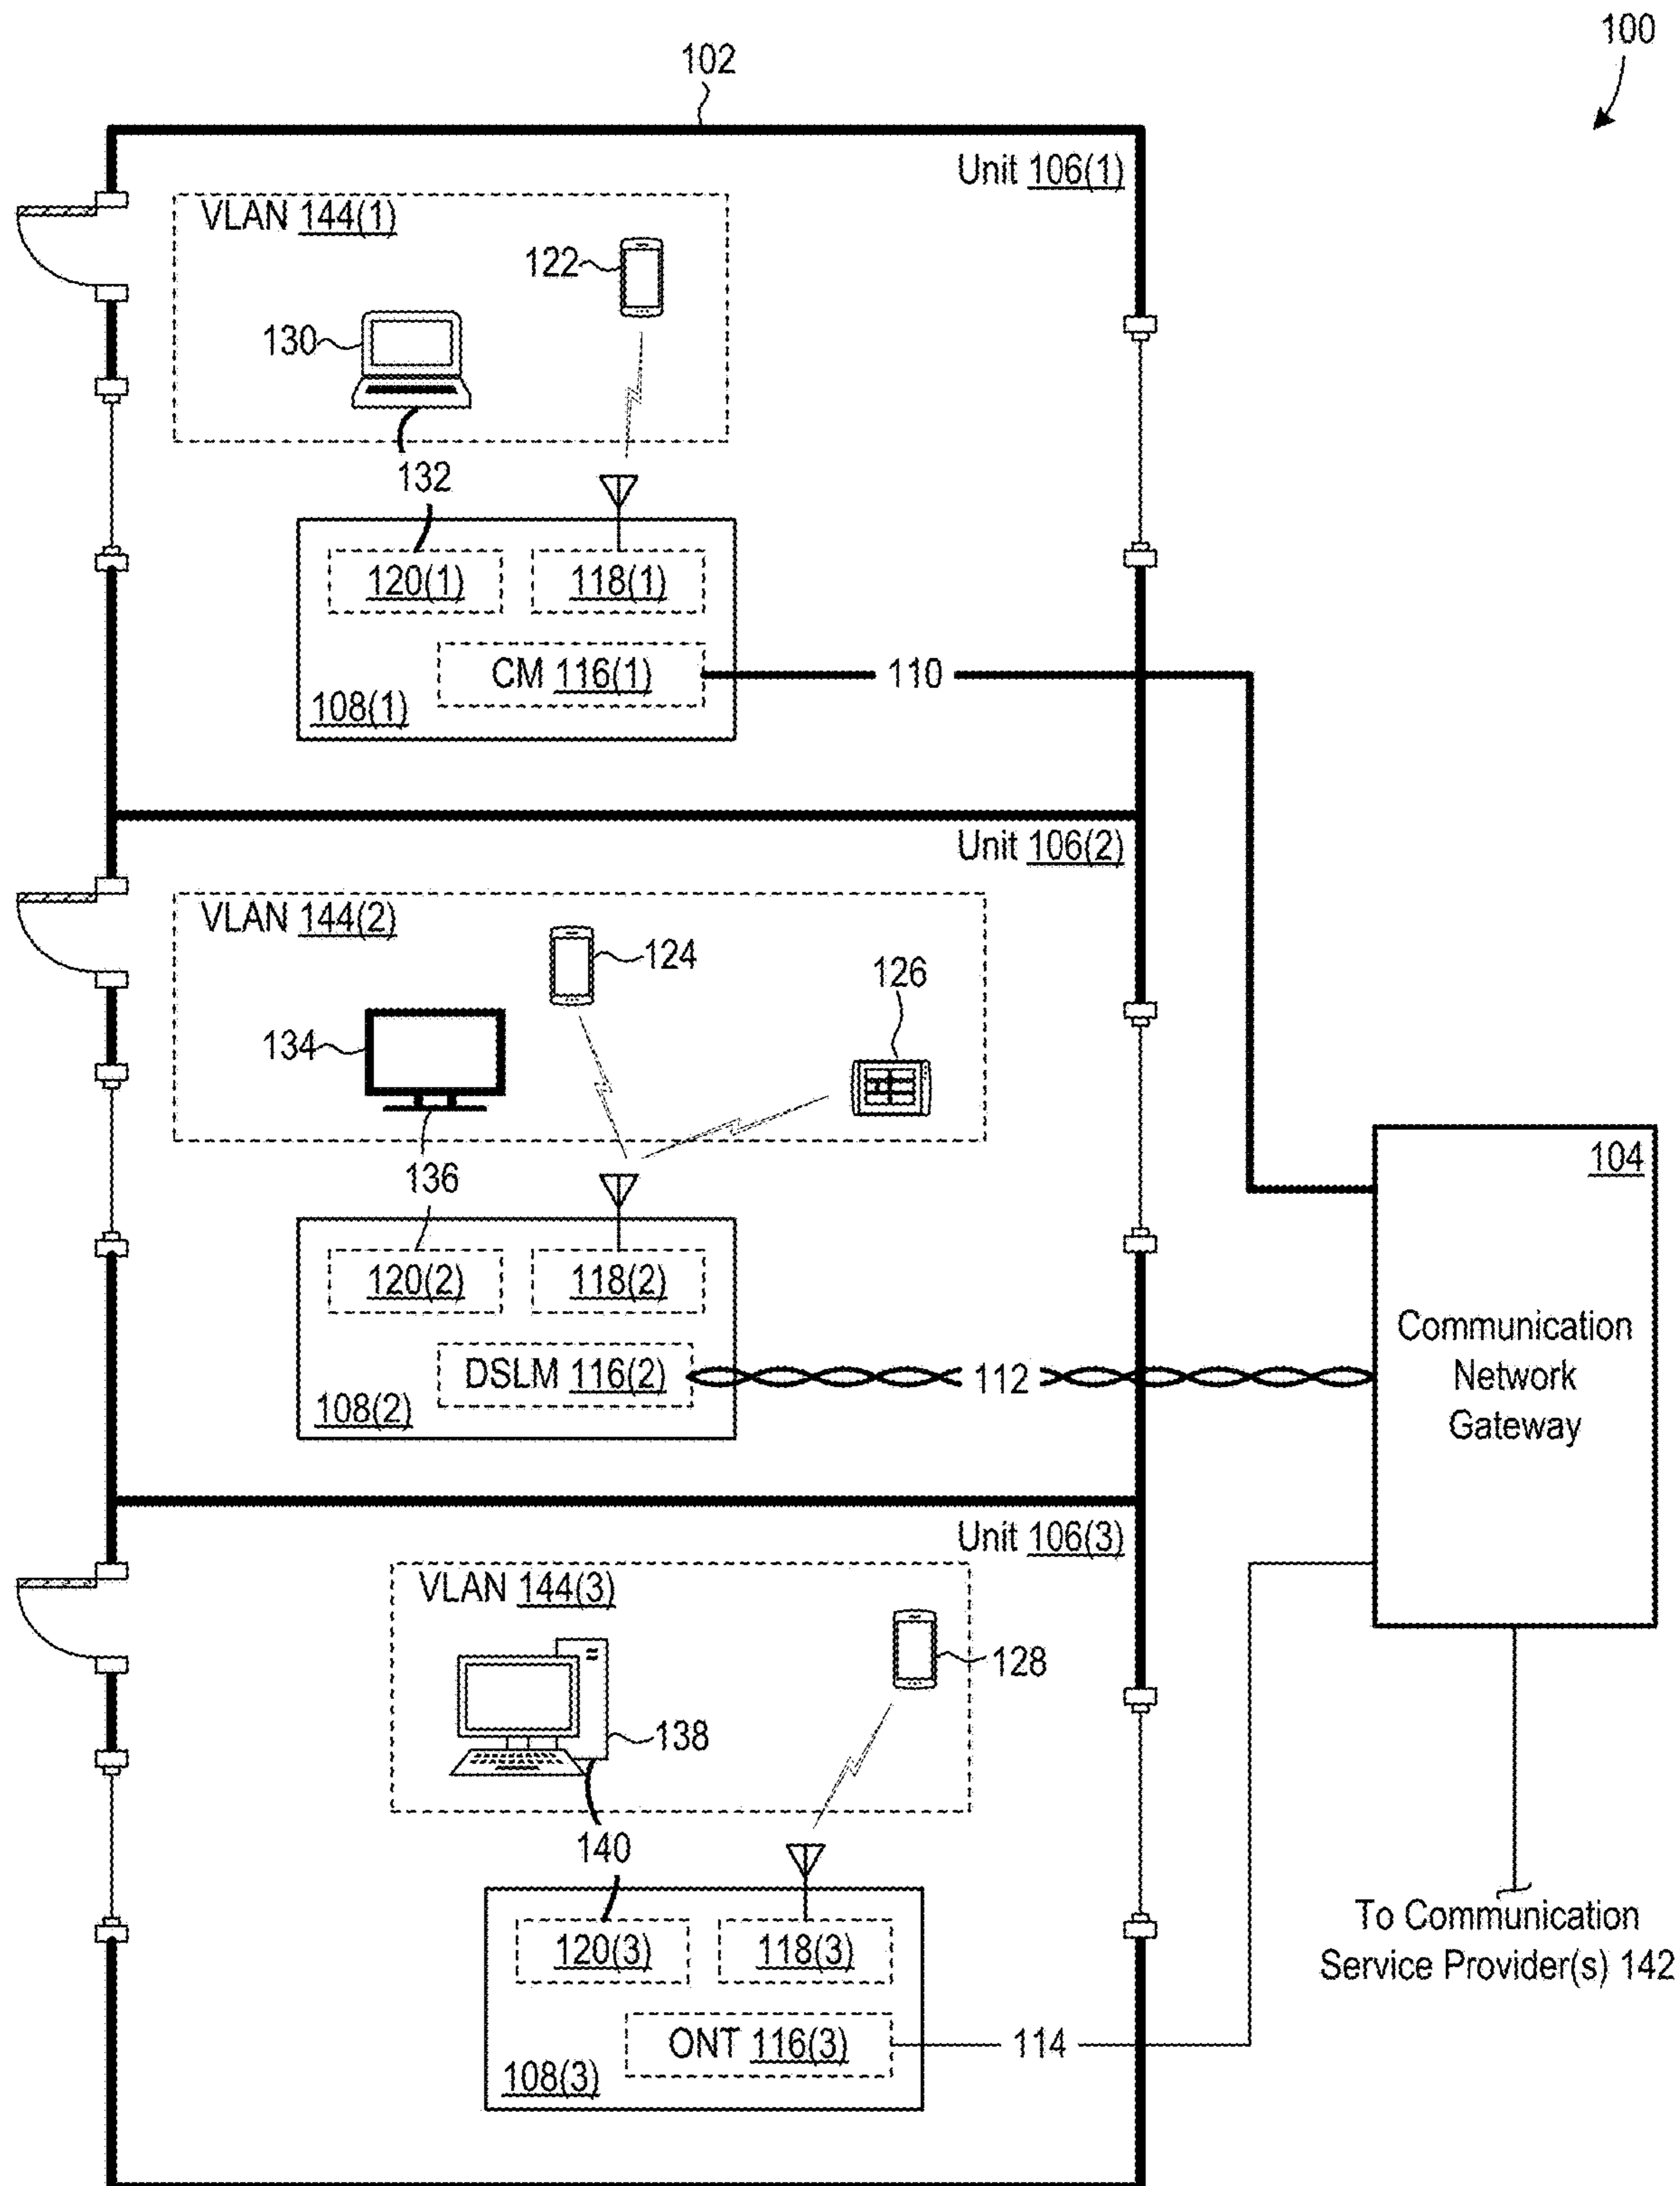 100
102
Unit 106(1)
VLAN 144(1)
122
130
132
120(1)
118(1)
CM 116(1)
110
108(1)
Unit 106(2)
VLAN 144(2)
124
126
134
136
104
120(2)
118(2)
Communication
Network
Gateway
DSLM 116(2)
112
108(2)
Unit 106(3)
VLAN 144(3)
128
138
140
To Communication
Service Provider(s) 142
120(3)
118(3)
ONT 116(3)
114
108(3)